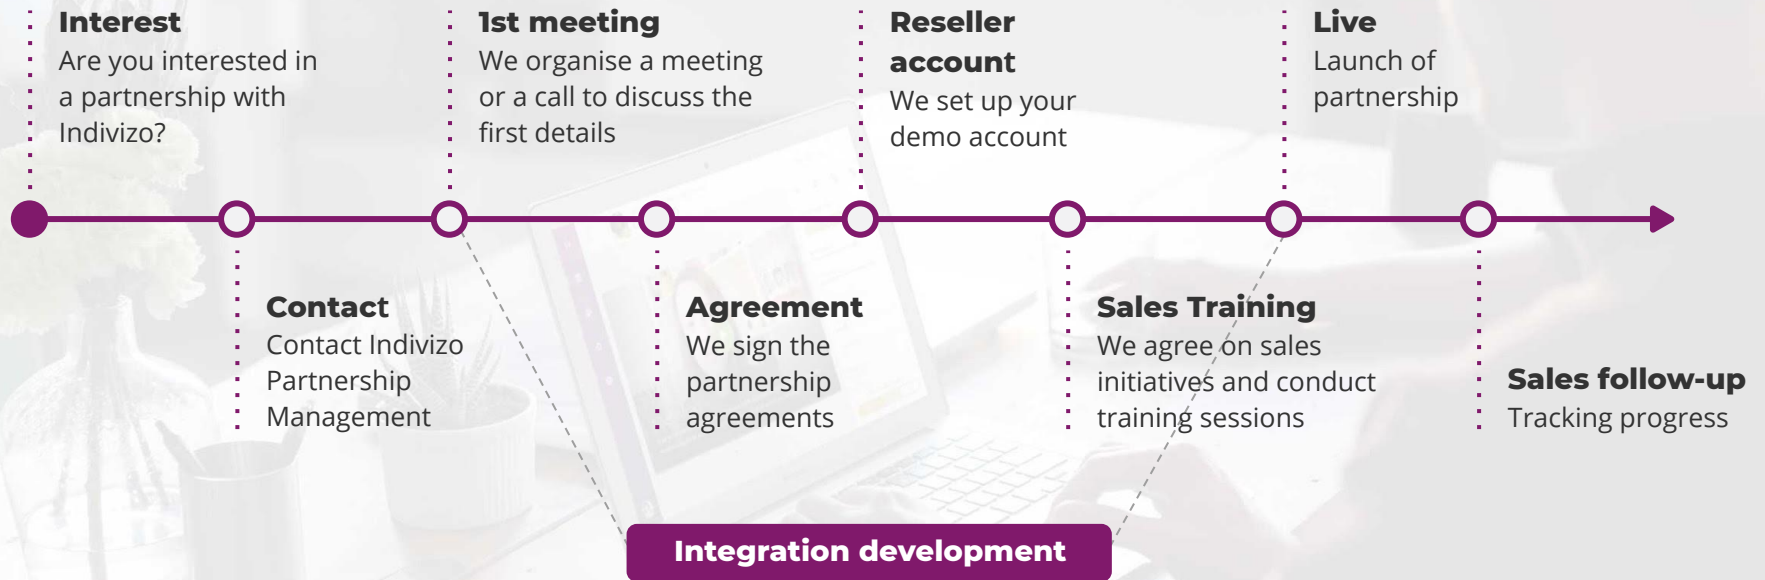 Interest
Are you interested in
a partnership with
Indivizo?
Contact
Contact Indivizo
Partnership
Management
1st meeting
We organise a meeting
or a call to discuss the
first details
Agreement
We sign the
partnership
agreements
Reseller
account
We set up your
demo account
Sales Training
We agree on sales
initiatives and conduct
training sessions
Live
Launch of
partnership
Sales follow-up
Tracking progress
Integration development